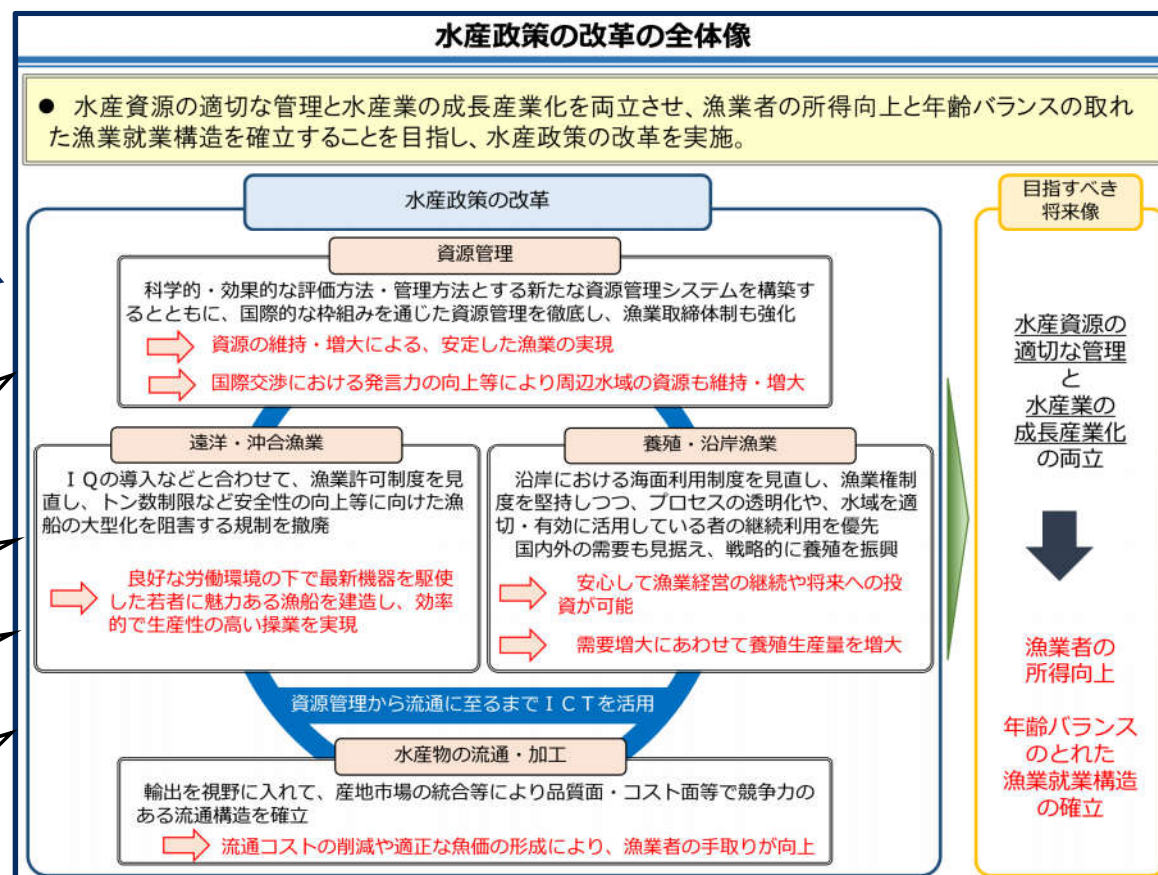 水産政策の改革の全体像
● 水産資源の適切な管理と水産業の成長産業化を両立させ、漁業者の所得向上と年齢バランスの取れ
た漁業就業構造を確立することを目指し、水産政策の改革を実施。
水産政策の改革
資源管理
科学的・効果的な評価方法・管理方法とする新たな資源管理システムを構築す
るとともに、国際的な枠組みを通じた資源管理を徹底し、漁業取締体制も強化
資源の維持・増大による、安定した漁業の実現
国際交渉における発言力の向上等により周辺水域の資源も維持・増大
遠洋・沖合漁業
ＩＱの導入などと合わせて、漁業許可制度を見
直し、トン数制限など安全性の向上等に向けた漁
船の大型化を阻害する規制を撤廃
良好な労働環境の下で最新機器を駆使
した若者に魅力ある漁船を建造し、効率
的で生産性の高い操業を実現
養殖・沿岸漁業
沿岸における海面利用制度を見直し、漁業権制
度を堅持しつつ、プロセスの透明化や、水域を適
切・有効に活用している者の継続利用を優先
国内外の需要も見据え、戦略的に養殖を振興
安心して漁業経営の継続や将来への投
資が可能
需要増大にあわせて養殖生産量を増大
資源管理から流通に至るまでＩＣＴを活用
水産物の流通・加工
輸出を視野に入れて、産地市場の統合等により品質面・コスト面等で競争力の
ある流通構造を確立
流通コストの削減や適正な魚価の形成により、漁業者の手取りが向上
目指すべき
将来像
水産資源の
適切な管理
と
水産業の
成長産業化
の両立
漁業者の
所得向上
年齢バランス
のとれた
漁業就業構造
の確立